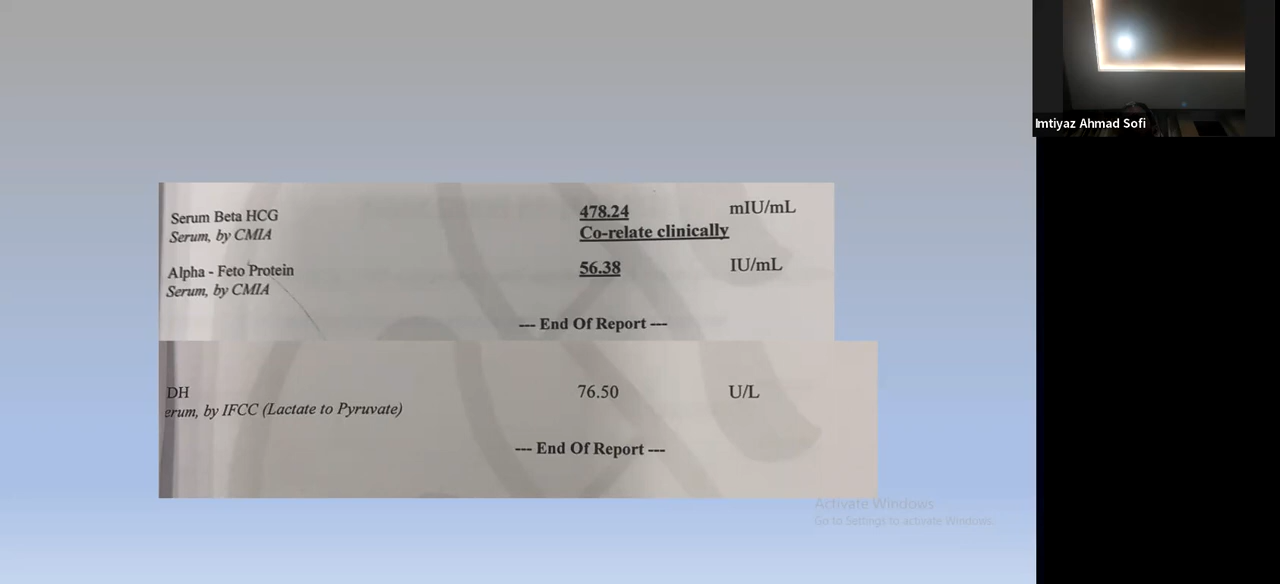 Serum Beta HCG 478.24 mIU/mL
Serum, by CMIA Co-relate clinically
Alpha - Feto Protein 56.38 IU/mL
Serum, by CMIA
--- End Of Report ---
DH 76.50 U/L
erum, by IFCC (Lactate to Pyruvate)
--- End Of Report ---
Activate Windows
Go to Settings to activate Windows.
Imtiyaz Ahmad Sofi